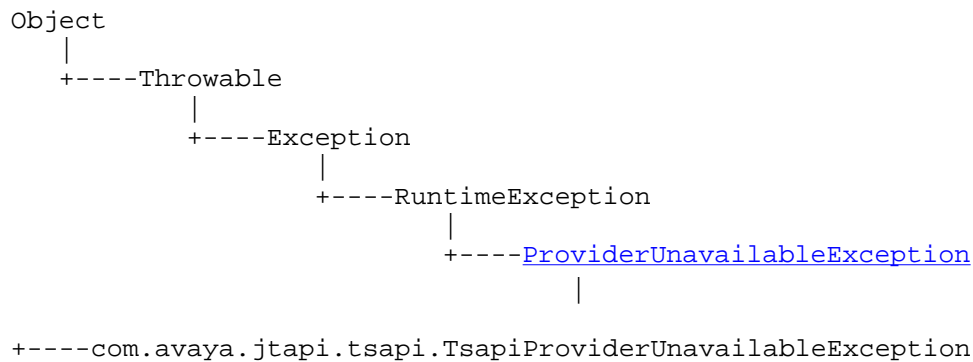 Object
   |
   +----Throwable
           |
           +----Exception
                   |
                   +----RuntimeException
                           |
                           +----ProviderUnavailableException
                                   |
+----com.avaya.jtapi.tsapi.TsapiProviderUnavailableException